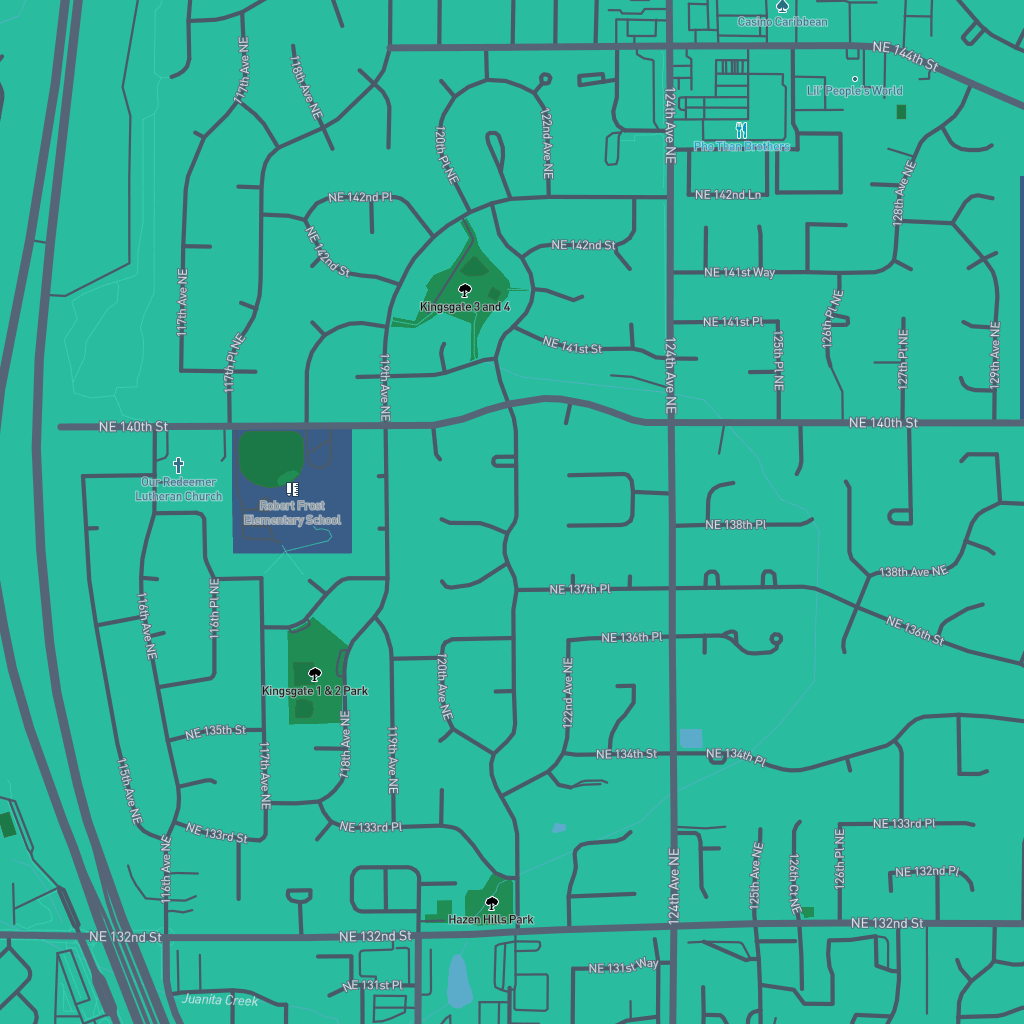 Casino Caribbean
NE 144th St
117th Ave NE
118th Ave NE
Lil' People's World
124th Ave NE
122nd Ave NE
120th Pl NE
Pho Than Brothers
NE 142nd Pl
NE 142nd Ln
128th Ave NE
NE 142nd St
NE 142nd St
NE 141st Way
117th Ave NE
Kingsgate 3 and 4
126th Pl NE
NE 141st Pl
NE 141st St
117th Pl NE
119th Ave NE
124th Ave NE
125th Pl NE
127th Pl NE
129th Ave NE
NE 140th St
NE 140th St
Our Redeemer
Lutheran Church
Robert Frost
Elementary School
NE 138th Pl
138th Ave NE
NE 137th Pl
116th Ave NE
116th Pl NE
NE 136th Pl
NE 136th St
Kingsgate 1 & 2 Park
120th Ave NE
122nd Ave NE
NE 135th St
118th Ave NE
119th Ave NE
117th Ave NE
115th Ave NE
NE 134th St
NE 134th Pl
NE 133rd St
NE 133rd Pl
NE 133rd Pl
116th Ave NE
124th Ave NE
125th Ave NE
126th Ct NE
126th Pl NE
NE 132nd Pl
Hazen Hills Park
NE 132nd St
NE 132nd St
NE 132nd St
NE 131st Way
NE 131st Pl
Juanita Creek